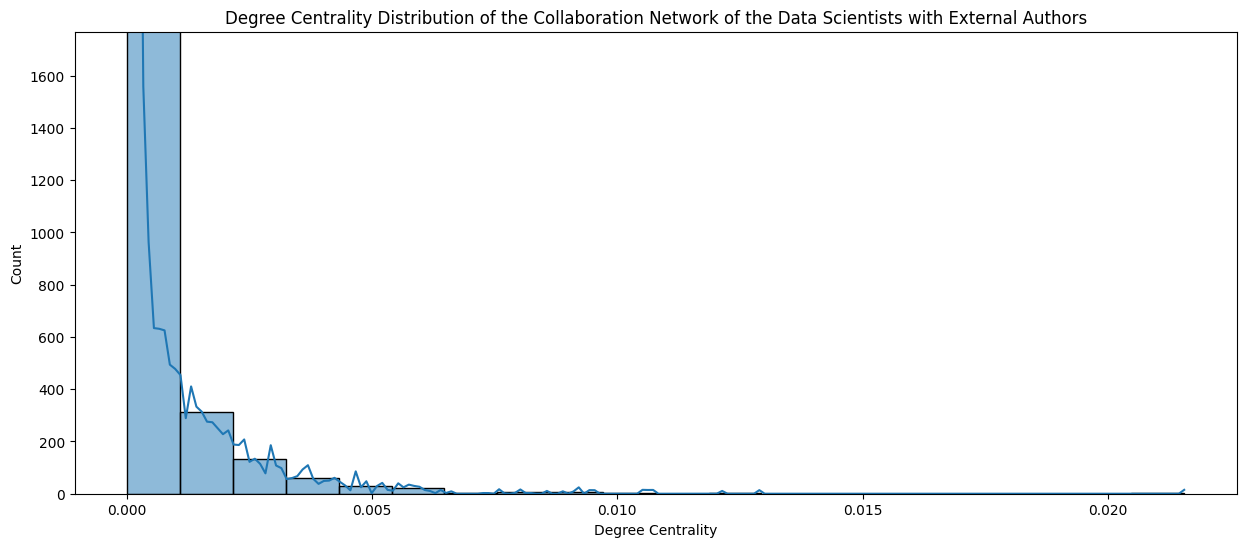 Degree Centrality Distribution of the Collaboration Network of the Data Scientists with External Authors
1600
1400
1200
1000
800
600
400
200
0
Count
0.000 0.005 0.010 0.015 0.020
Degree Centrality